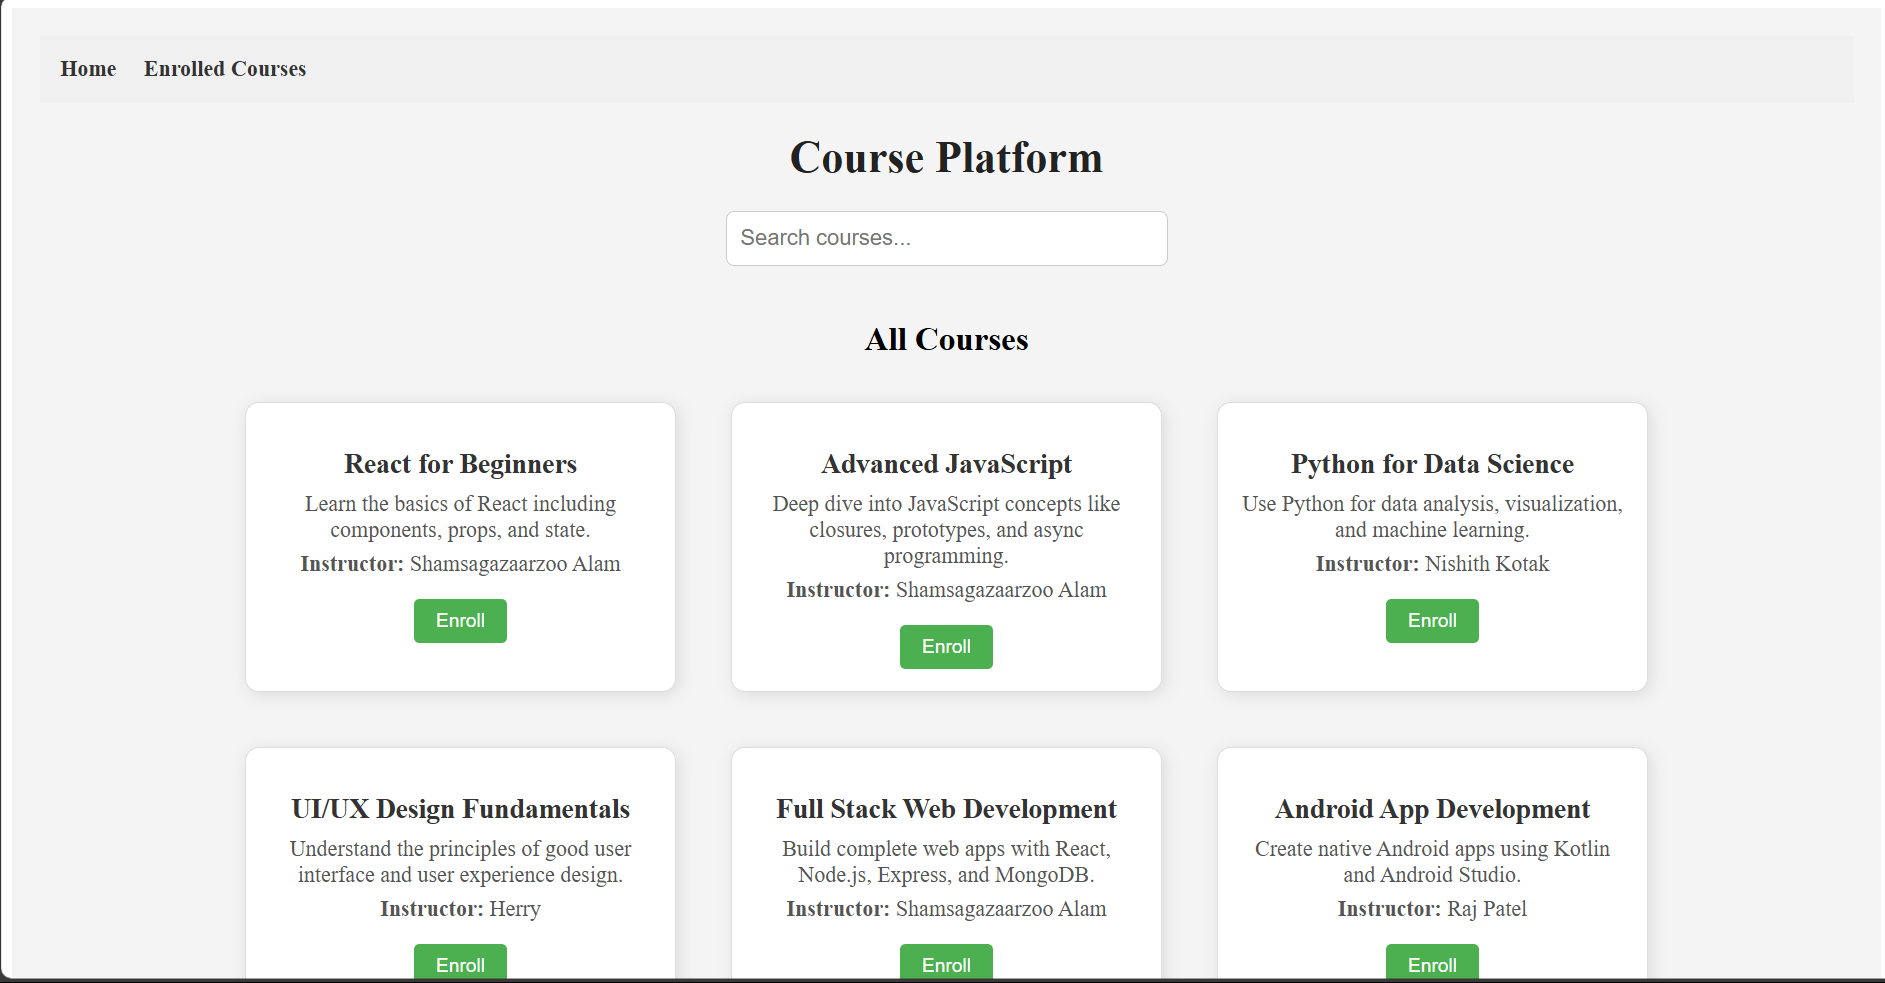 Home Enrolled Courses
Course Platform
Search courses...
All Courses
React for Beginners
Learn the basics of React including
components, props, and state.
Instructor: Shamsagazaarzoo Alam
Enroll
Advanced JavaScript
Deep dive into JavaScript concepts like
closures, prototypes, and async
programming.
Instructor: Shamsagazaarzoo Alam
Enroll
Python for Data Science
Use Python for data analysis, visualization,
and machine learning.
Instructor: Nishith Kotak
Enroll
UI/UX Design Fundamentals
Understand the principles of good user
interface and user experience design.
Instructor: Herry
Enroll
Full Stack Web Development
Build complete web apps with React,
Node.js, Express, and MongoDB.
Instructor: Shamsagazaarzoo Alam
Enroll
Android App Development
Create native Android apps using Kotlin
and Android Studio.
Instructor: Raj Patel
Enroll